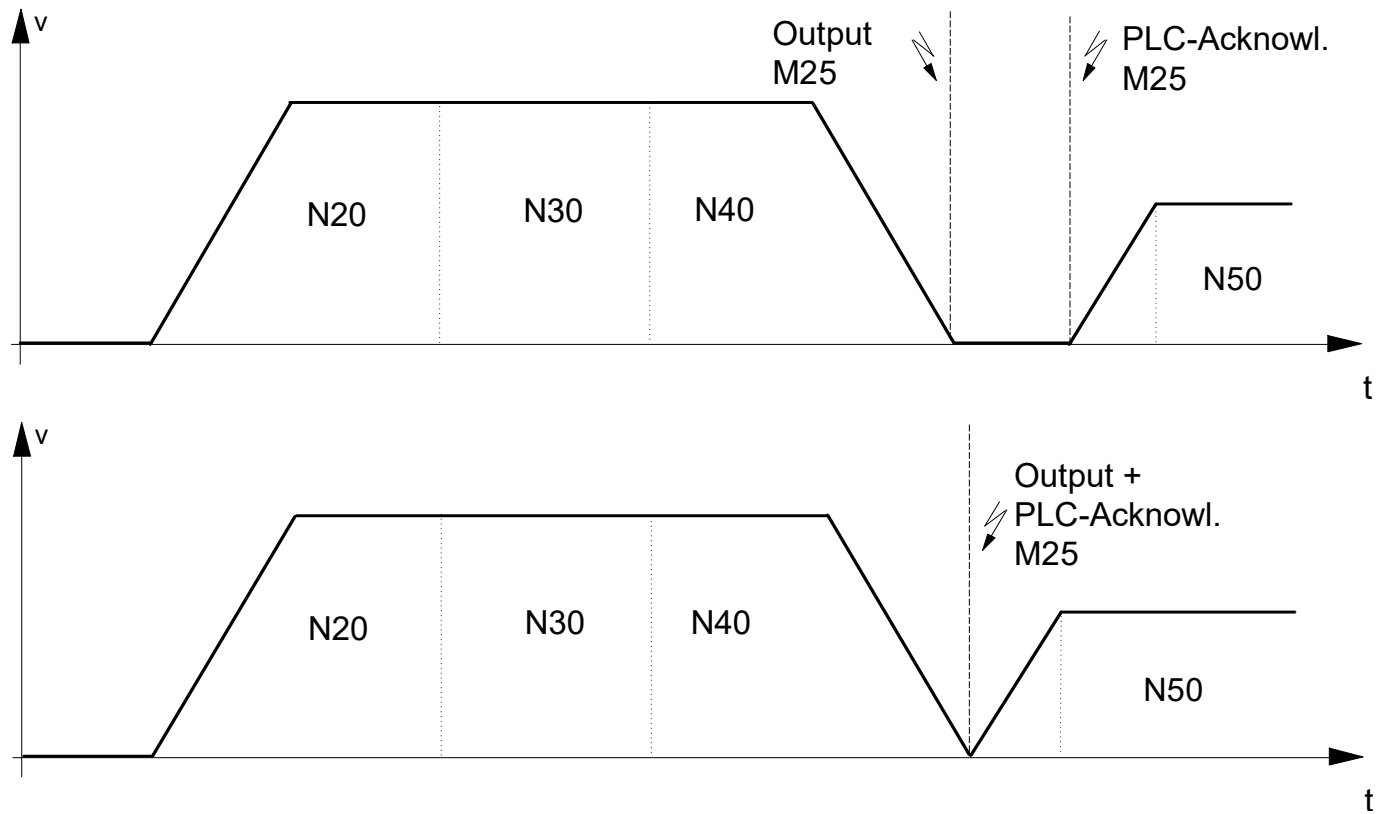 v
Output
M25
PLC-Acknowl.
M25
N20
N30
N40
N50
t
v
Output +
PLC-Acknowl.
M25
N20
N30
N40
N50
t